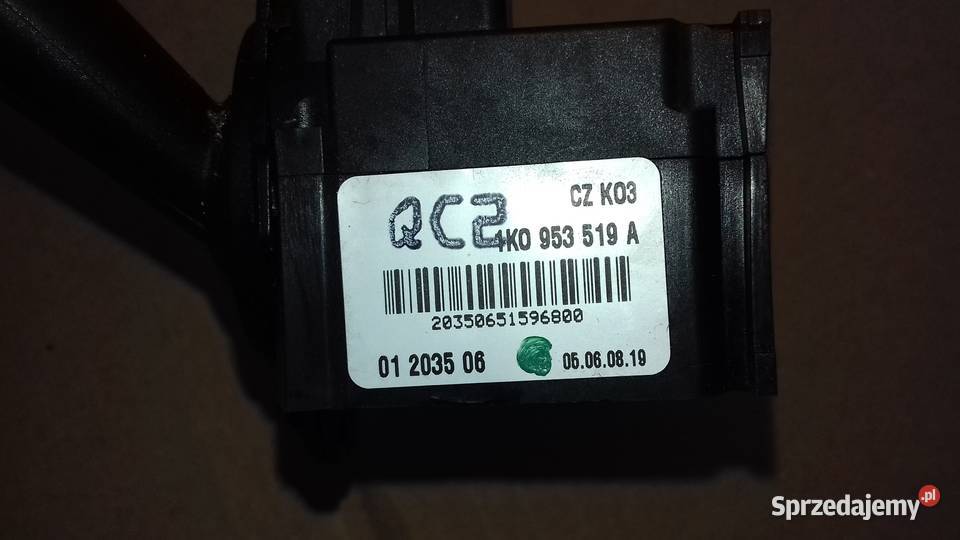 CZ K03
QC2
1K0 953 519 A
20350651596800
01 2035 06
05.06.08.19
Sprzedajemy.pl